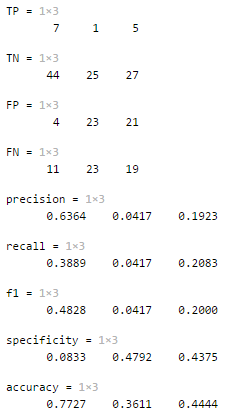 TP = 1×3
7 1 5
TN = 1×3
44 25 27
FP = 1×3
4 23 21
FN = 1×3
11 23 19
precision = 1×3
0.6364 0.0417 0.1923
recall = 1×3
0.3889 0.0417 0.2083
f1 = 1×3
0.4828 0.0417 0.2000
specificity = 1×3
0.0833 0.4792 0.4375
accuracy = 1×3
0.7727 0.3611 0.4444